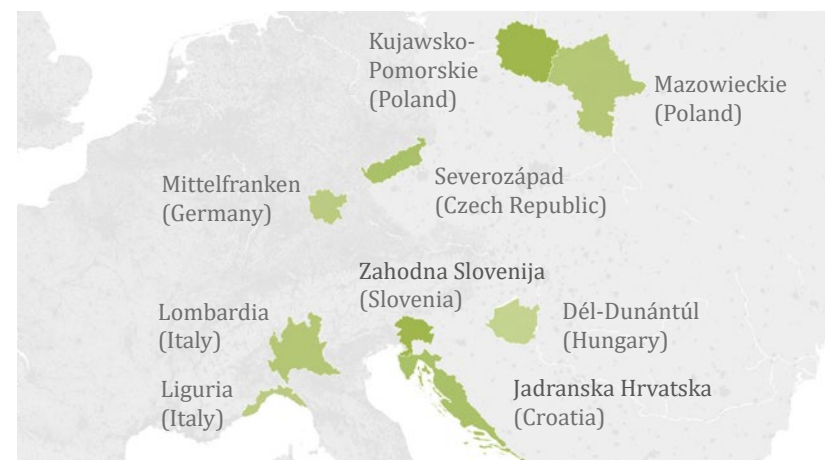 Kujawsko-
Pomorskie
(Poland)
Mazowieckie
(Poland)
Mittelfranken
(Germany)
Severozápad
(Czech Republic)
Zahodna Slovenija
(Slovenia)
Lombardia
(Italy)
Dél-Dunántúl
(Hungary)
Liguria
(Italy)
Jadranska Hrvatska
(Croatia)